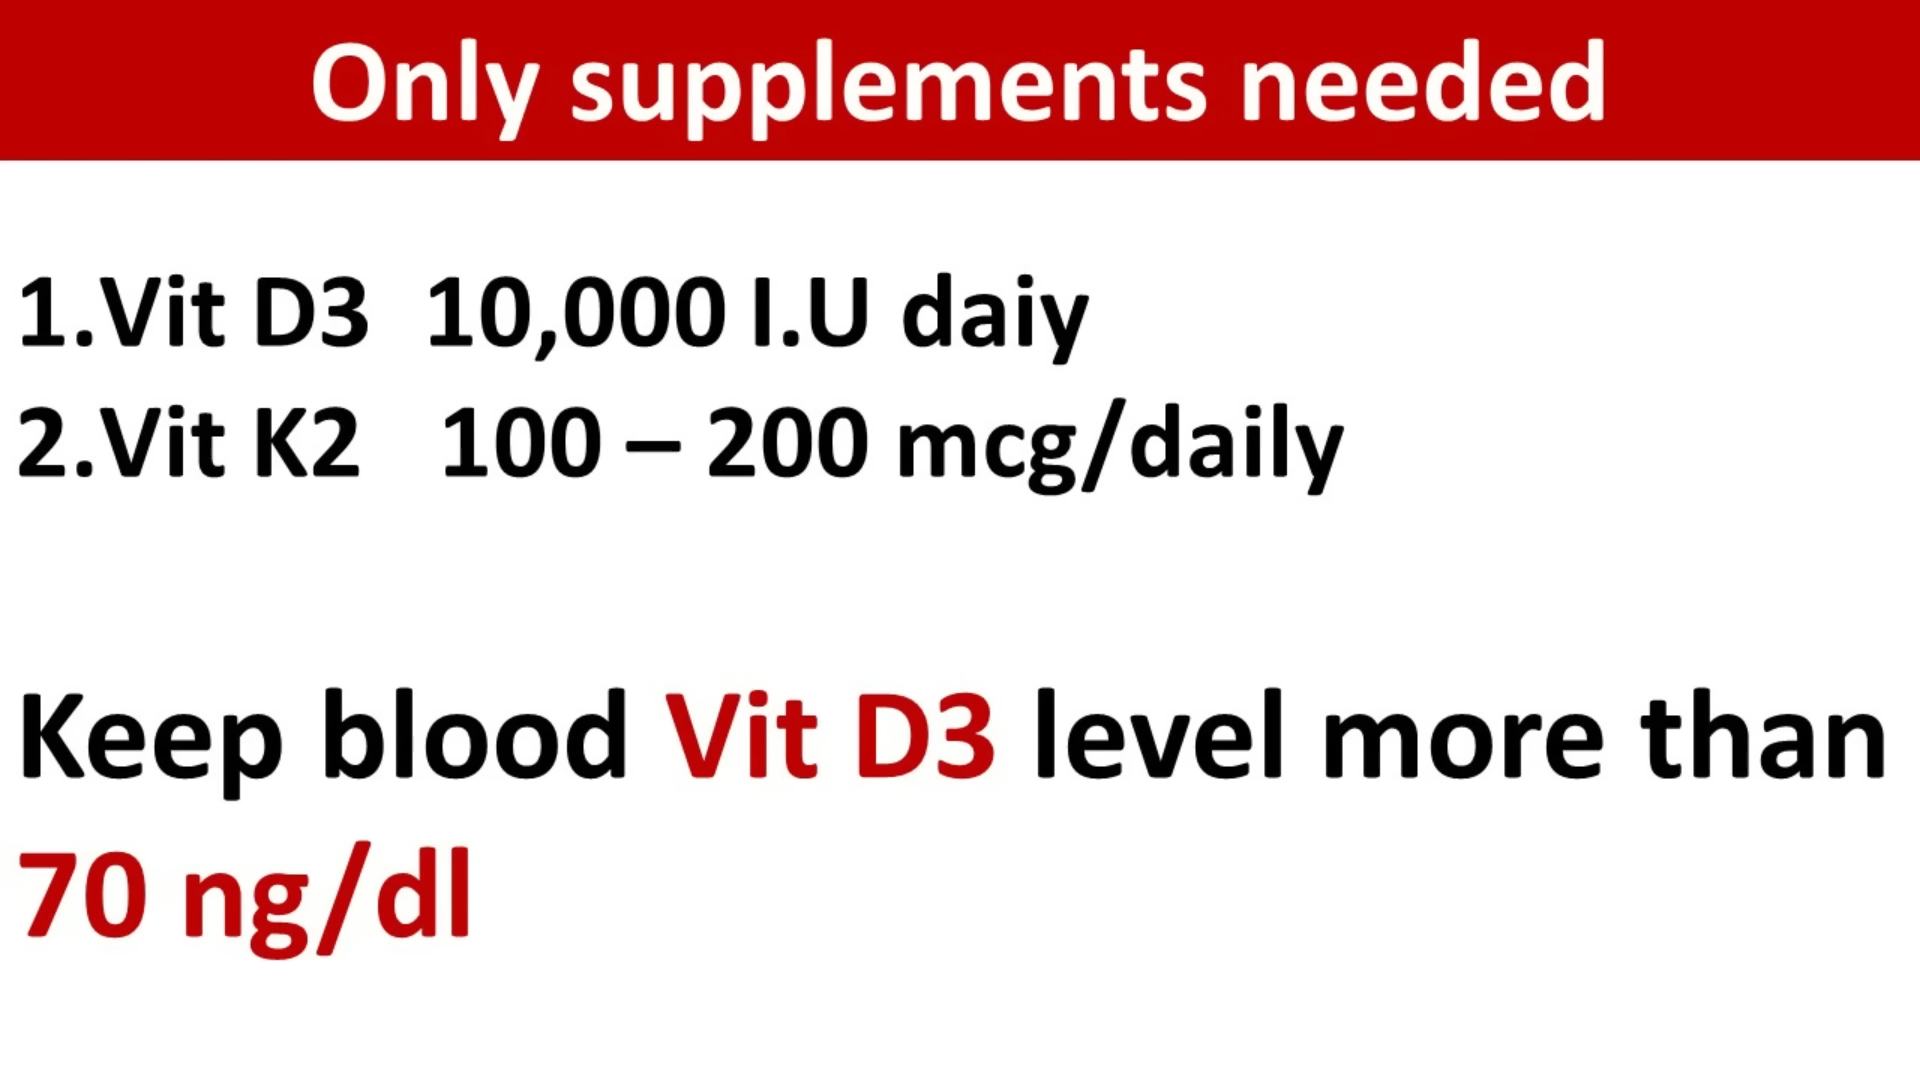 Only supplements needed
1.Vit D3 10,000 I.U daiy
2.Vit K2 100 – 200 mcg/daily
Keep blood Vit D3 level more than
70 ng/dl